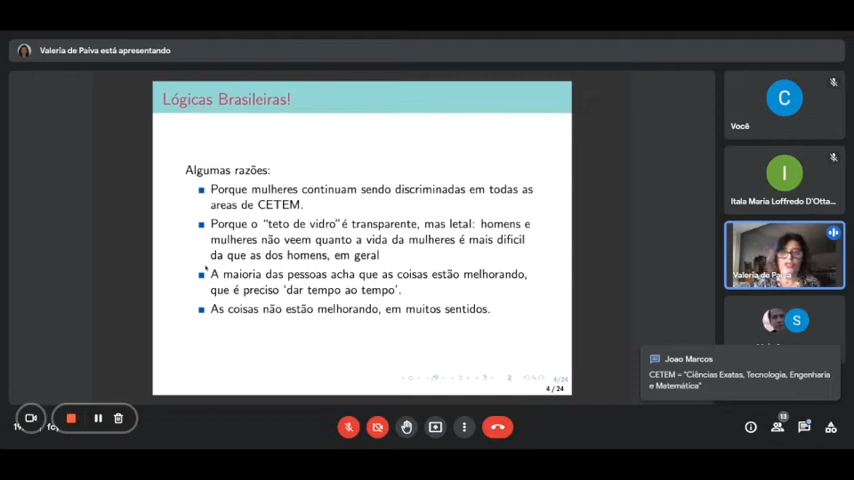 Valeria de Paiva está apresentando
Lógicas Brasileiras!
Algumas razões:
Porque mulheres continuam sendo discriminadas em todas as
areas de CETEM.
Porque o “teto de vidro”é transparente, mas letal: homens e
mulheres não veem quanto a vida da mulheres é mais dificil
da que as dos homens, em geral
A maioria das pessoas acha que as coisas estão melhorando,
que é preciso ‘dar tempo ao tempo’.
As coisas não estão melhorando, em muitos sentidos.
4/24
4 / 24
C
Você
I
Itala Maria Loffredo D'Otta...
Valeria de Paiva
S
Joao Marcos
CETEM = "Ciências Exatas, Tecnologia, Engenharia
e Matemática"
13